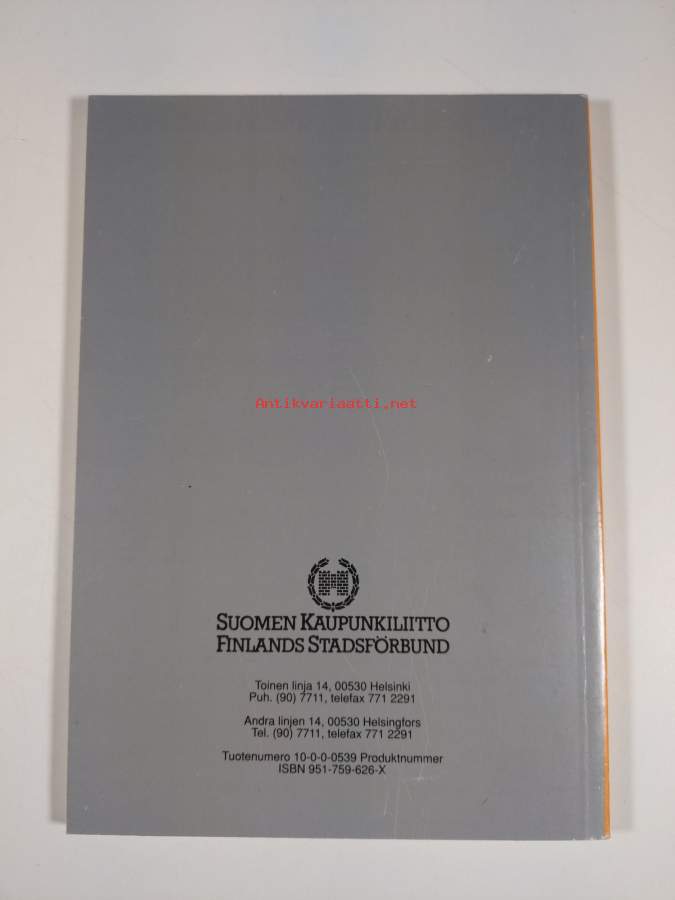 Antikvariaatti.net
SUOMEN KAUPUNKILIITTO
FINLANDS STADSFÖRBUND
Toinen linja 14, 00530 Helsinki
Puh. (90) 7711, telefax 771 2291
Andra linjen 14, 00530 Helsingfors
Tel. (90) 7711, telefax 771 2291
Tuotenumero 10-0-0-0539 Produktnummer
ISBN 951-759-626-X